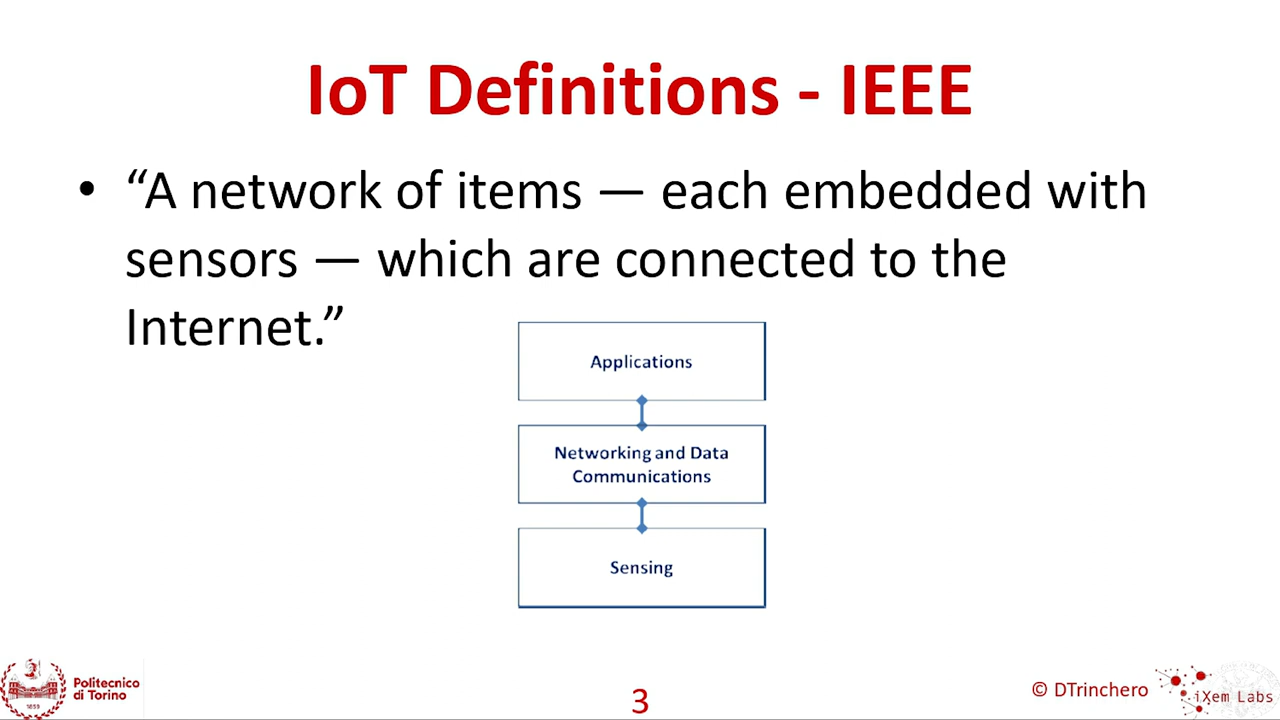 IoT Definitions - IEEE
• “A network of items — each embedded with
sensors — which are connected to the
Internet.”
Applications
Networking and Data
Communications
Sensing
1859
Politecnico
di Torino
3
© DTrinchero
iXem Labs